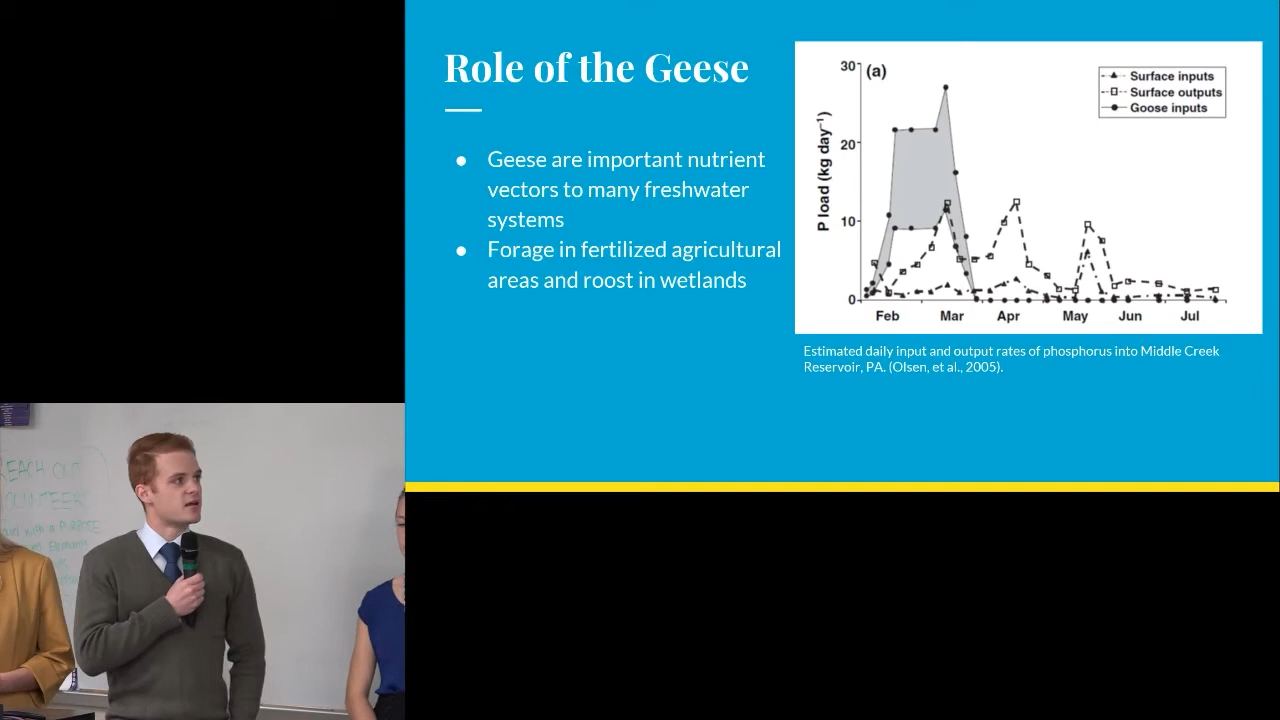 Role of the Geese
● Geese are important nutrient
vectors to many freshwater
systems
● Forage in fertilized agricultural
areas and roost in wetlands
(a)
Surface inputs
Surface outputs
Goose inputs
P load (kg day⁻¹)
30
20
10
0
Feb Mar Apr May Jun Jul
Estimated daily input and output rates of phosphorus into Middle Creek
Reservoir, PA. (Olsen, et al., 2005).
EACH OUT
with a PURPOSE